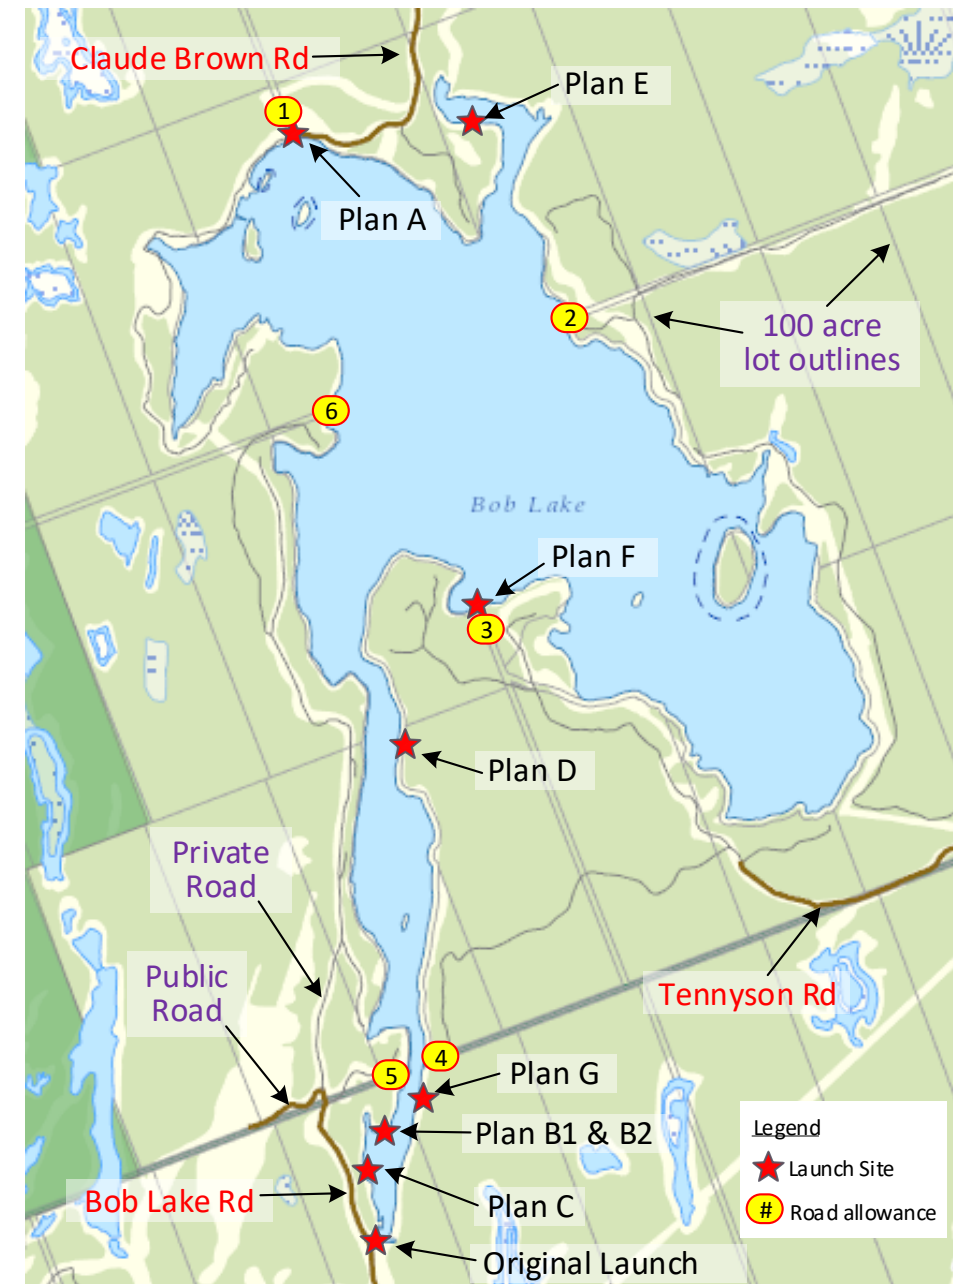 Claude Brown Rd
Plan E
1
Plan A
2
100 acre
lot outlines
6
Bob Lake
Plan F
3
Plan D
Private
Road
Public
Road
Tennyson Rd
4
5
Plan G
Plan B1 & B2
Bob Lake Rd
Plan C
Original Launch
Legend
Launch Site
# Road allowance